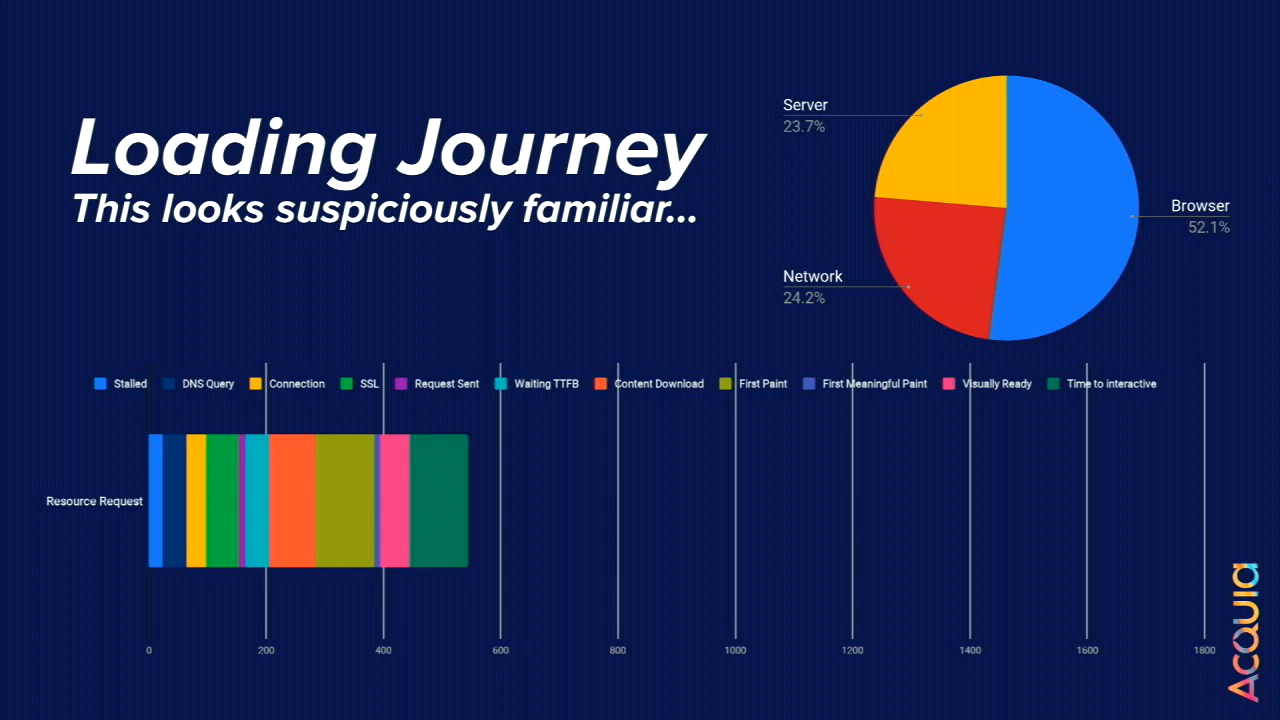 Loading Journey
This looks suspiciously familiar...
Server
23.7%
Browser
52.1%
Network
24.2%
Stalled
DNS Query
Connection
SSL
Request Sent
Waiting TTFB
Content Download
First Paint
First Meaningful Paint
Visually Ready
Time to interactive
Resource Request
0
200
400
600
800
1000
1200
1400
1600
1800
ACQUIA